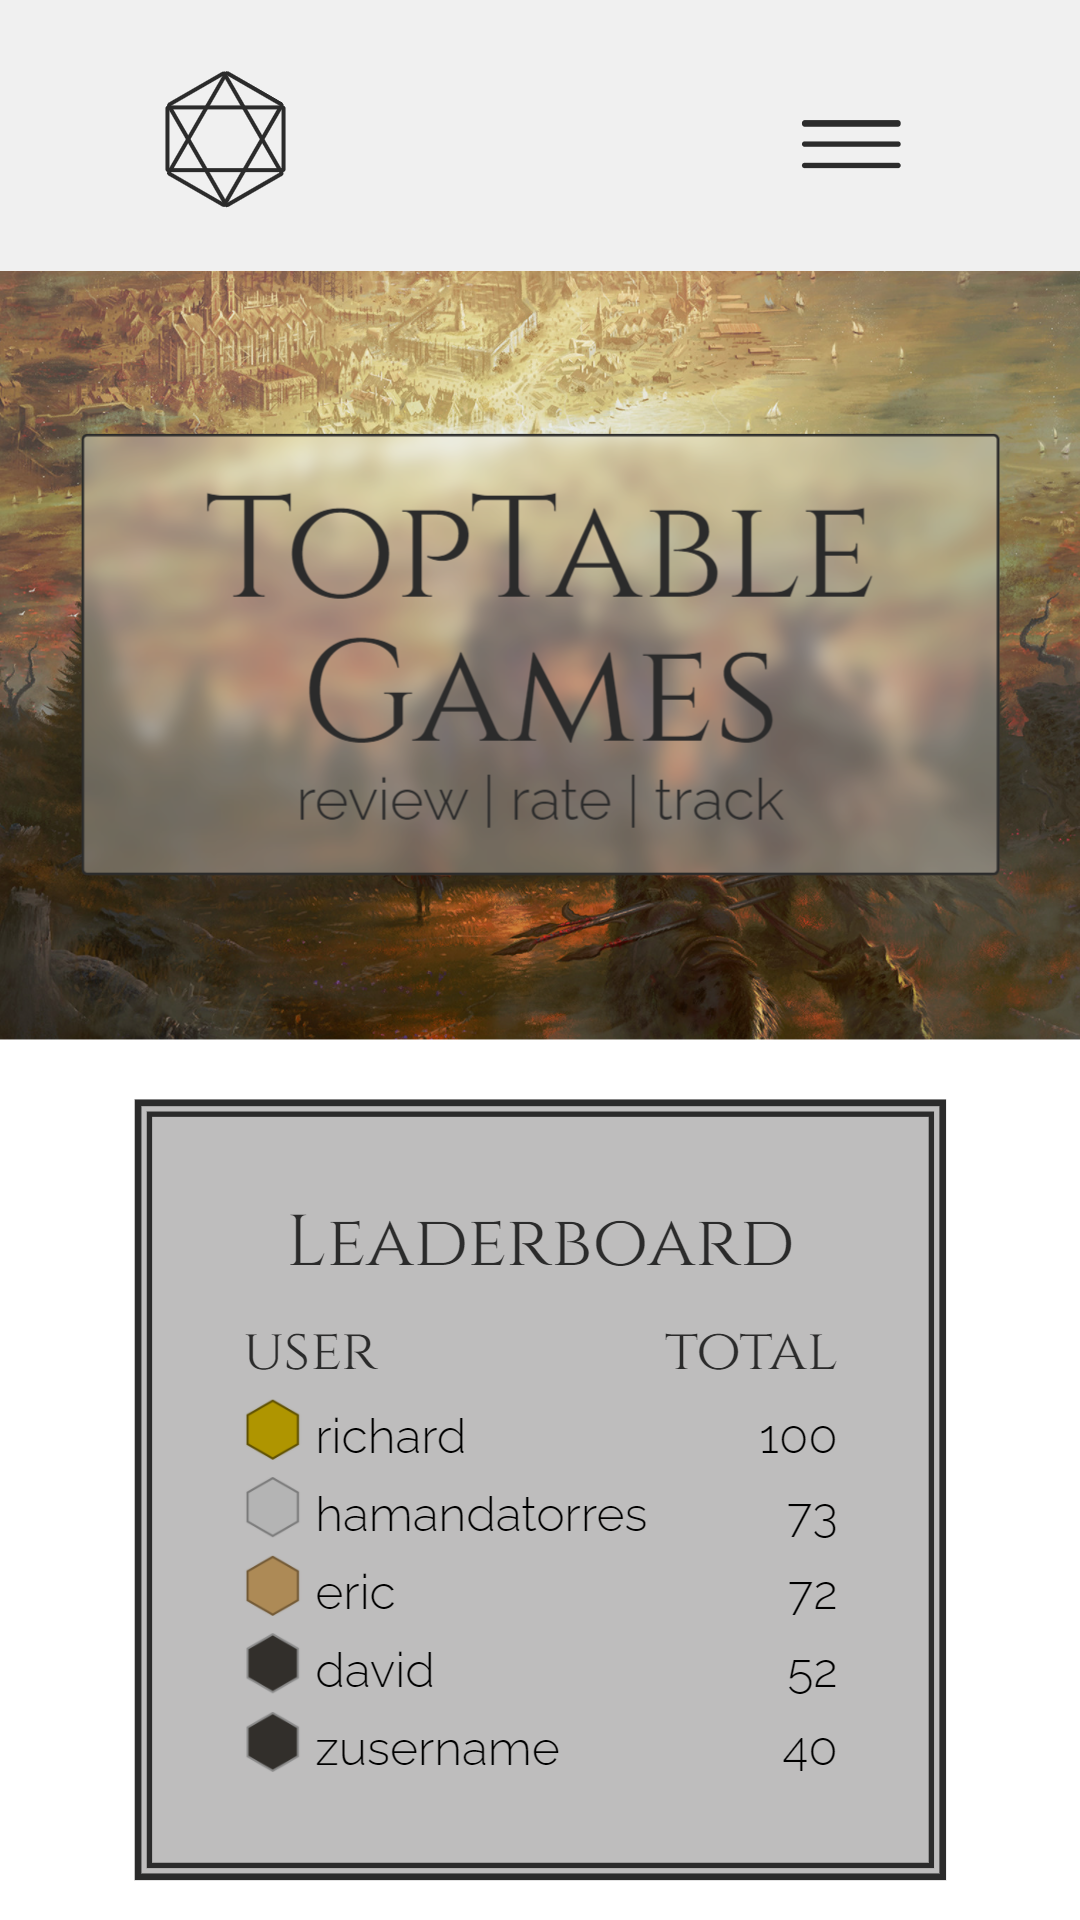 TopTable
Games
review | rate | track
Leaderboard
USER TOTAL
richard 100
hamandatorres 73
eric 72
david 52
zusername 40